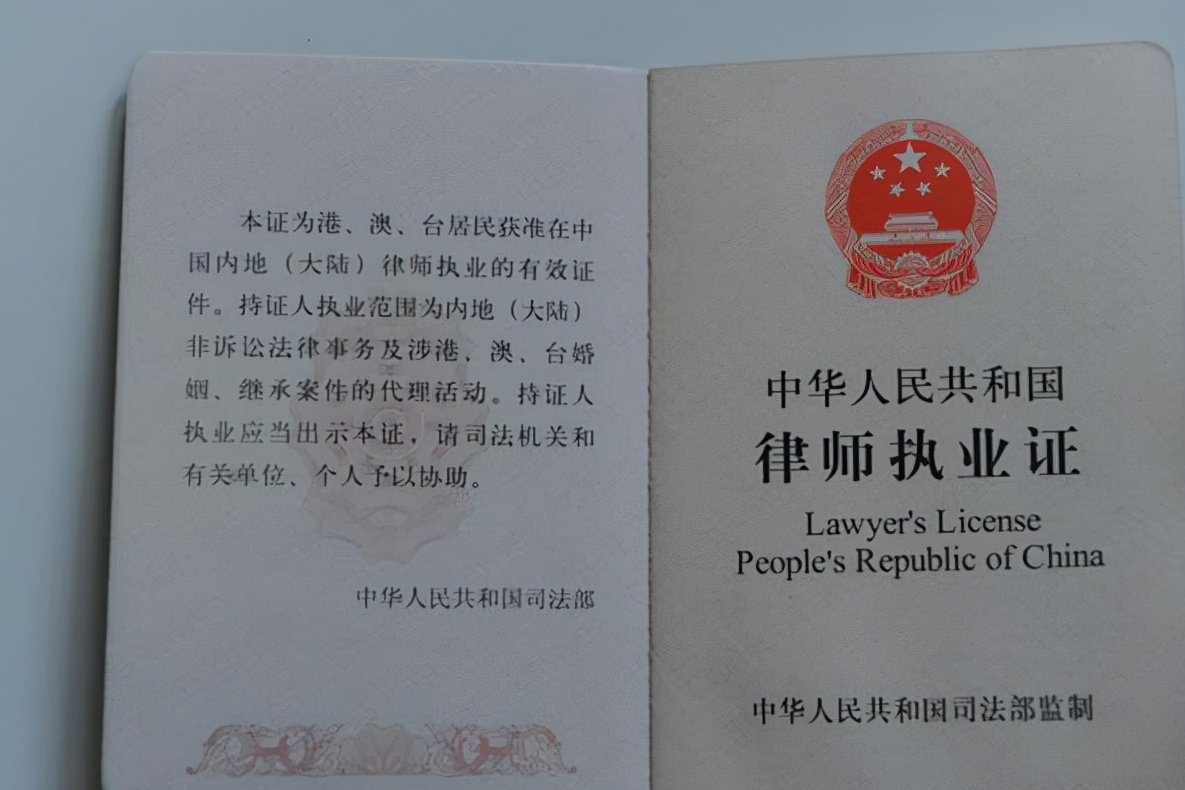 本证为港、澳、台居民获准在中
国内地（大陆）律师执业的有效证
件。持证人执业范围为内地（大陆）
非诉讼法律事务及涉港、澳、台婚
姻、继承案件的代理活动。持证人
执业应当出示本证，请司法机关和
有关单位、个人予以协助。
中华人民共和国司法部
中华人民共和国
律师执业证
Lawyer's License
People's Republic of China
中华人民共和国司法部监制